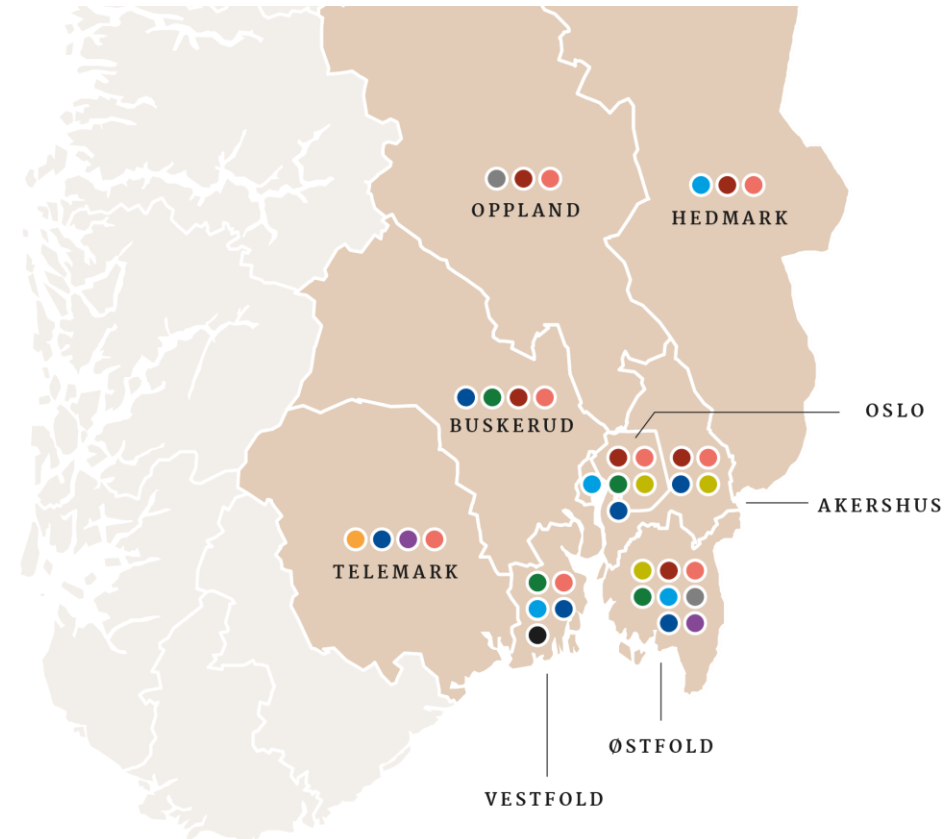 OPPLAND
HEDMARK
BUSKERUD
OSLO
AKERSHUS
TELEMARK
ØSTFOLD
VESTFOLD